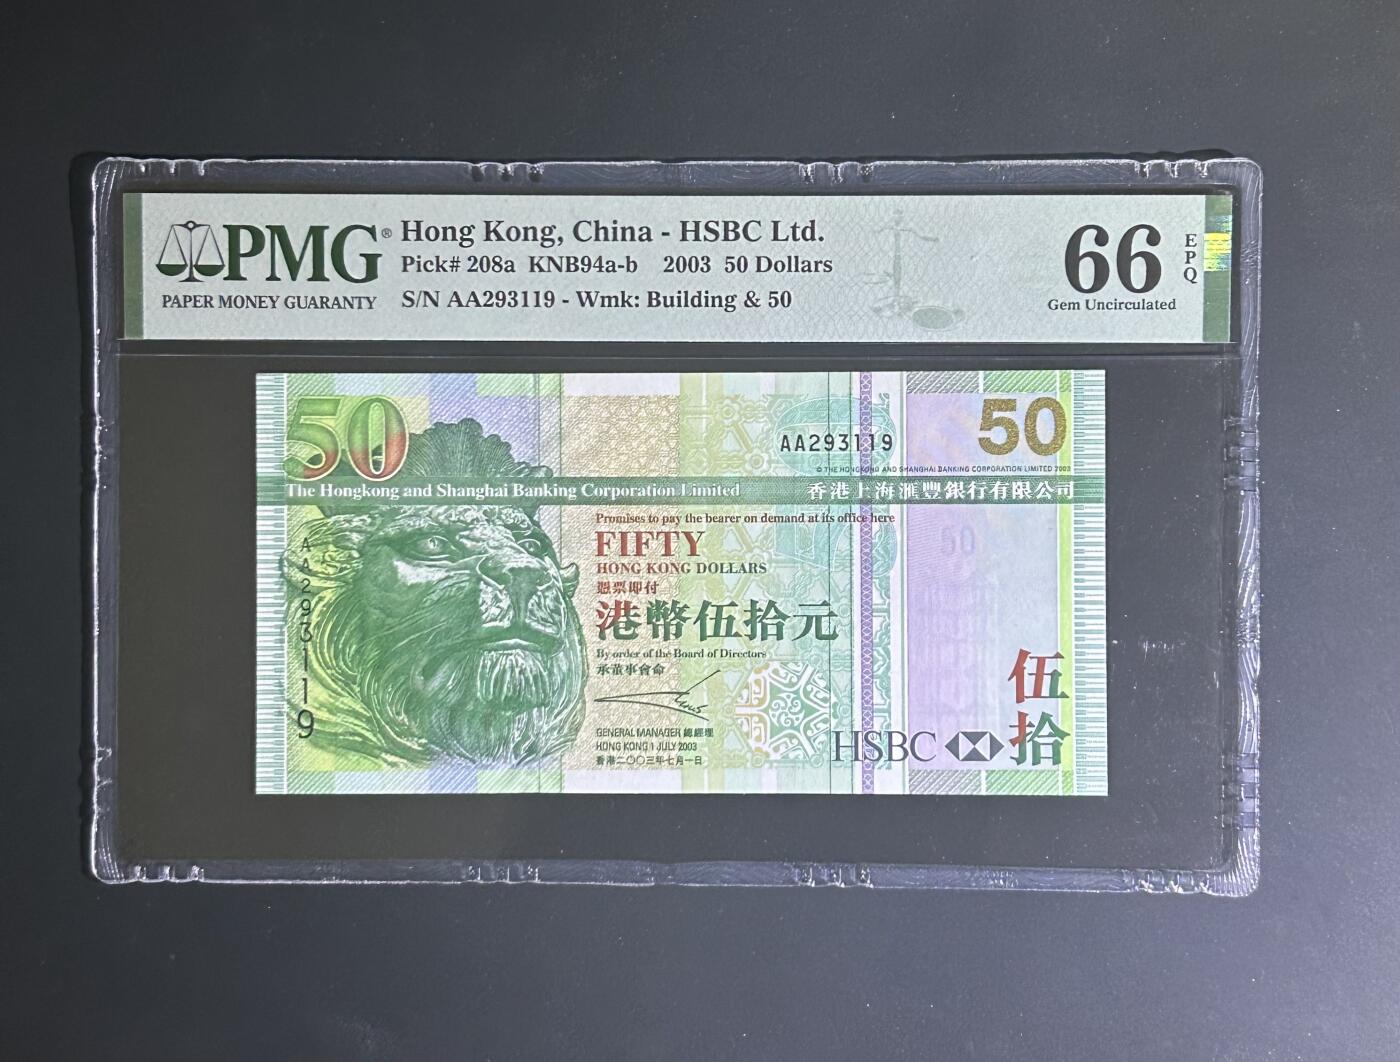 PMG®
PAPER MONEY GUARANTY
Hong Kong, China - HSBC Ltd.
Pick# 208a KNB94a-b 2003 50 Dollars
S/N AA293119 - Wmk: Building & 50
66
EPQ
Gem Uncirculated
50
50
AA293119
© THE HONGKONG AND SHANGHAI BANKING CORPORATION LIMITED 2003
The Hongkong and Shanghai Banking Corporation Limited
香港上海滙豐銀行有限公司
Promises to pay the bearer on demand at its office here
FIFTY
HONG KONG DOLLARS
憑票即付
港幣伍拾元
By order of the Board of Directors
承董事會命
GENERAL MANAGER 總經理
HONG KONG 1 JULY 2003
香港二〇〇三年七月一日
AA293119
50
伍拾
HSBC